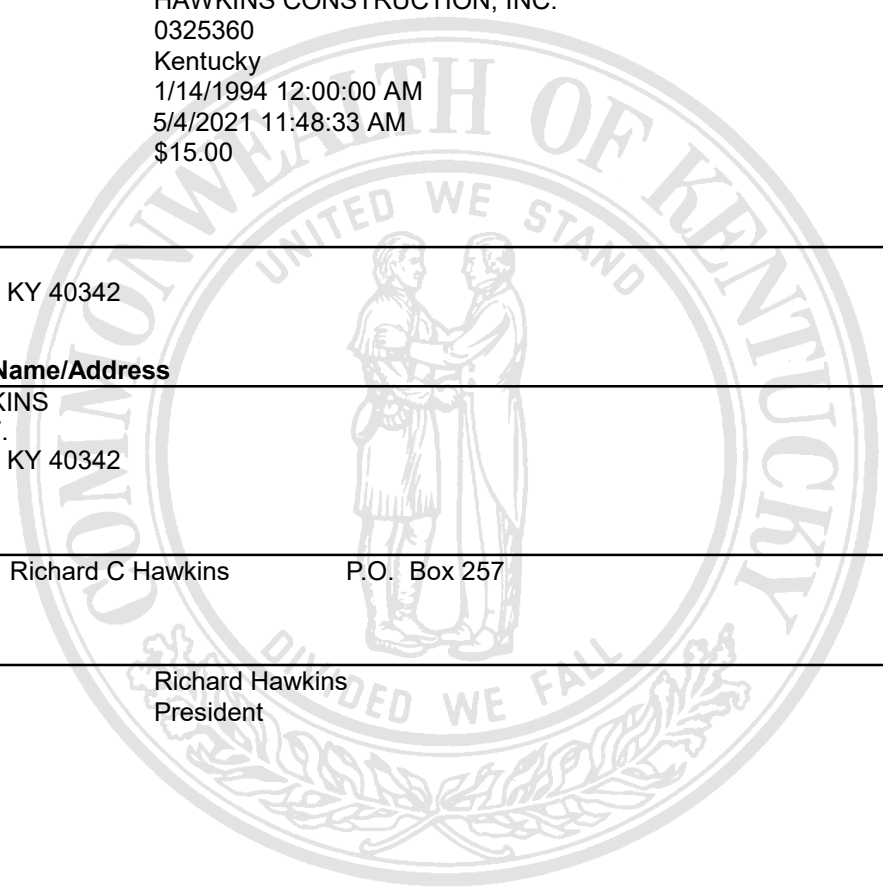 HAWKINS CONSTRUCTION, INC.
0325360
Kentucky
1/14/1994 12:00:00 AM
5/4/2021 11:48:33 AM
$15.00
KY 40342
Name/Address
KINS
KY 40342
Richard C Hawkins P.O. Box 257
Richard Hawkins
President
COMMONWEALTH OF KENTUCKY
UNITED WE STAND
DIVIDED WE FALL